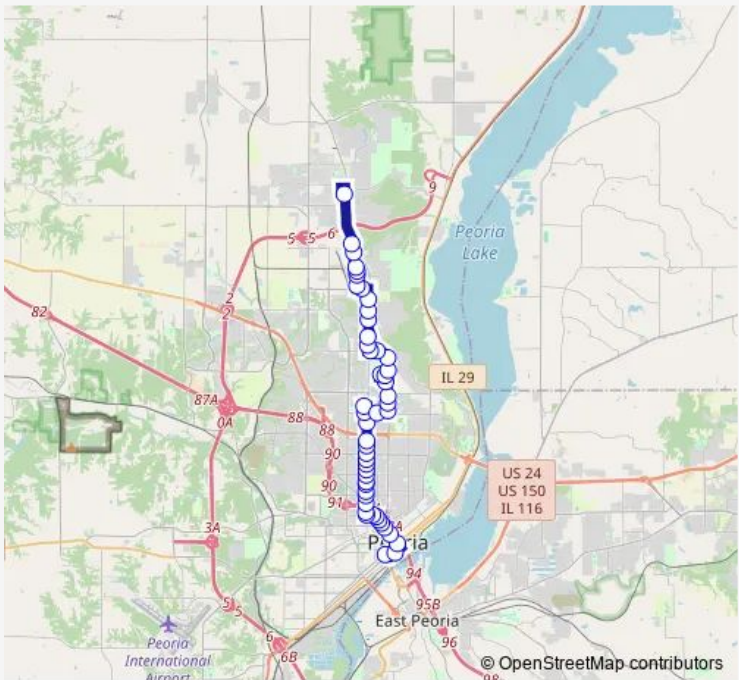 9
5
5
6
Peoria
Lake
2
2
82
IL 29
87A
0A
88
88
90
90
91
US 24
US 150
IL 116
3A
Peoria
94
5
5
95B
East Peoria
96
6
6B
Peoria
International
Airport
© OpenStreetMap contributors